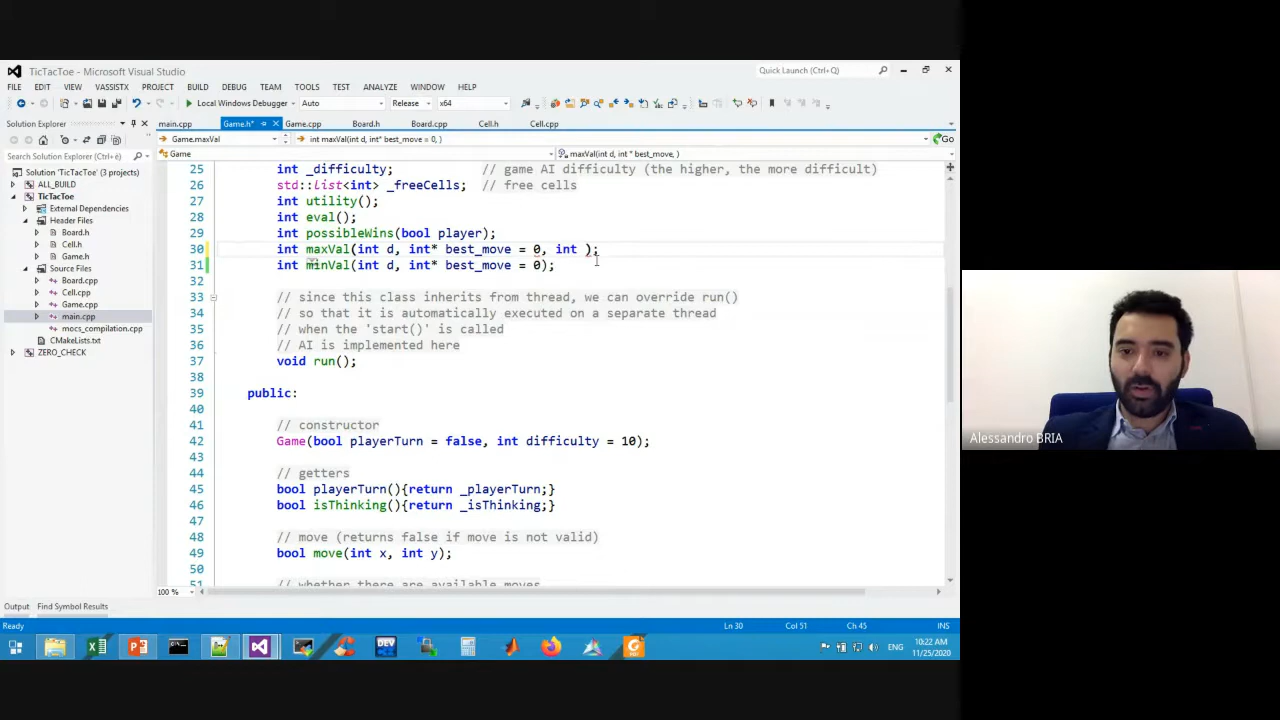 TicTacToe - Microsoft Visual Studio
Quick Launch (Ctrl+Q)
FILE EDIT VIEW VASSISTX PROJECT BUILD DEBUG TEAM TOOLS TEST ANALYZE WINDOW HELP
Local Windows Debugger Auto Release x64
Solution Explorer
main.cpp Game.h* Game.cpp Board.h Board.cpp Cell.h Cell.cpp
Game.maxVal int maxVal(int d, int* best_move = 0, ) Go
Search Solution Explorer (Ctrl+è)
Game maxVal(int d, int * best_move, )
Solution 'TicTacToe' (3 projects)
ALL_BUILD
TicTacToe
External Dependencies
Header Files
Board.h
Cell.h
Game.h
Source Files
Board.cpp
Cell.cpp
Game.cpp
main.cpp
mocs_compilation.cpp
CMakeLists.txt
ZERO_CHECK
25 int _difficulty; // game AI difficulty (the higher, the more difficult)
26 std::list<int> _freeCells; // free cells
27 int utility();
28 int eval();
29 int possibleWins(bool player);
30 int maxVal(int d, int* best_move = 0, int );
31 int minVal(int d, int* best_move = 0);
32
33 // since this class inherits from thread, we can override run()
34 // so that it is automatically executed on a separate thread
35 // when the 'start()' is called
36 // AI is implemented here
37 void run();
38
39 public:
40
41 // constructor
42 Game(bool playerTurn = false, int difficulty = 10);
43
44 // getters
45 bool playerTurn(){return _playerTurn;}
46 bool isThinking(){return _isThinking;}
47
48 // move (returns false if move is not valid)
49 bool move(int x, int y);
50
51 // whether there are available moves
100 %
Output Find Symbol Results
Ready Ln 30 Col 51 Ch 45 INS
DEV
PDF
ENG
10:22 AM
11/25/2020
Alessandro BRIA